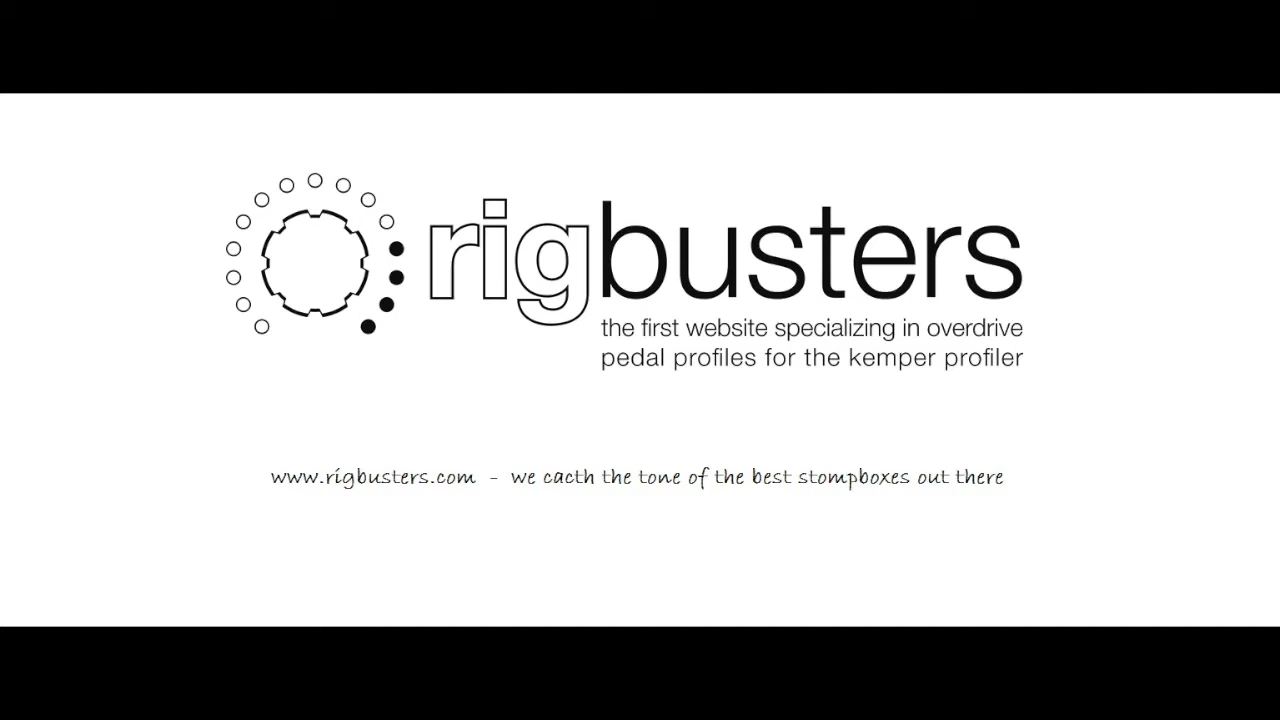 rigbusters
the first website specializing in overdrive
pedal profiles for the kemper profiler
www.rigbusters.com - we cacth the tone of the best stompboxes out there